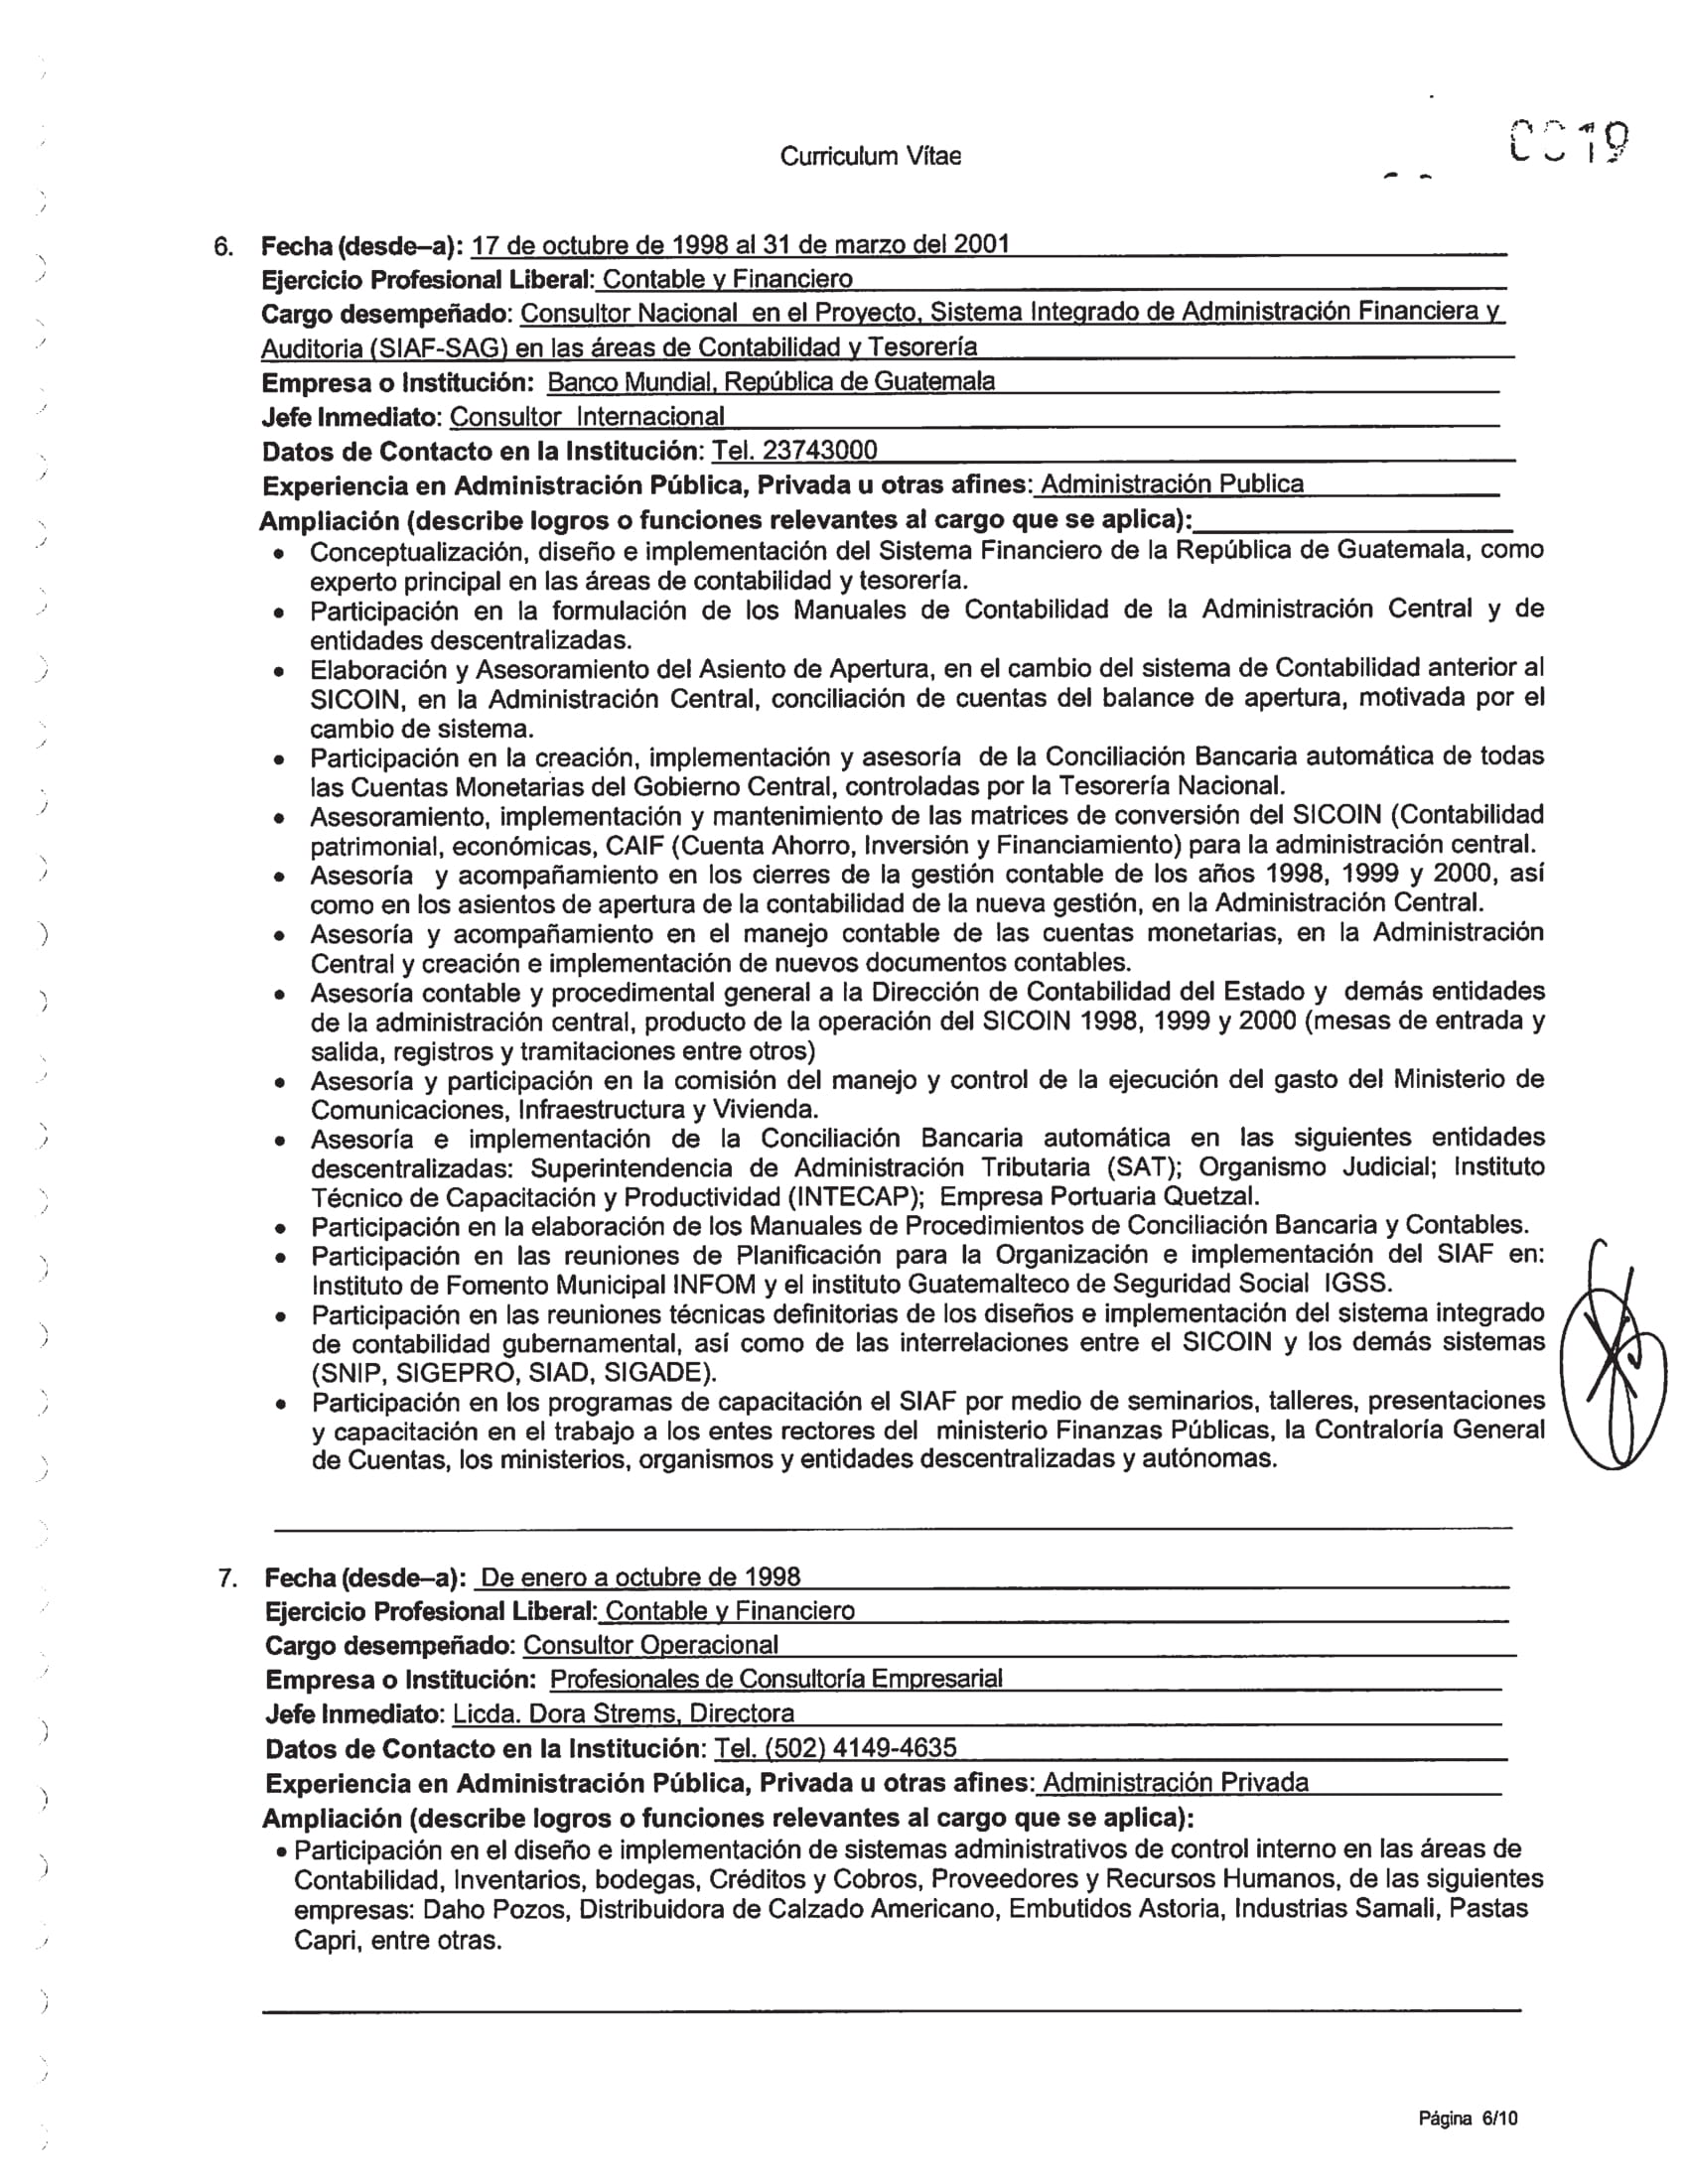 0019
Curriculum Vítae
6. Fecha (desde–a): 17 de octubre de 1998 al 31 de marzo del 2001
Ejercicio Profesional Liberal: Contable y Financiero
Cargo desempeñado: Consultor Nacional en el Proyecto, Sistema Integrado de Administración Financiera y
Auditoria (SIAF-SAG) en las áreas de Contabilidad y Tesorería
Empresa o Institución: Banco Mundial, República de Guatemala
Jefe Inmediato: Consultor Internacional
Datos de Contacto en la Institución: Tel. 23743000
Experiencia en Administración Pública, Privada u otras afines: Administración Publica
Ampliación (describe logros o funciones relevantes al cargo que se aplica):
• Conceptualización, diseño e implementación del Sistema Financiero de la República de Guatemala, como
experto principal en las áreas de contabilidad y tesorería.
• Participación en la formulación de los Manuales de Contabilidad de la Administración Central y de
entidades descentralizadas.
• Elaboración y Asesoramiento del Asiento de Apertura, en el cambio del sistema de Contabilidad anterior al
SICOIN, en la Administración Central, conciliación de cuentas del balance de apertura, motivada por el
cambio de sistema.
• Participación en la creación, implementación y asesoría de la Conciliación Bancaria automática de todas
las Cuentas Monetarias del Gobierno Central, controladas por la Tesorería Nacional.
• Asesoramiento, implementación y mantenimiento de las matrices de conversión del SICOIN (Contabilidad
patrimonial, económicas, CAIF (Cuenta Ahorro, Inversión y Financiamiento) para la administración central.
• Asesoría y acompañamiento en los cierres de la gestión contable de los años 1998, 1999 y 2000, así
como en los asientos de apertura de la contabilidad de la nueva gestión, en la Administración Central.
• Asesoría y acompañamiento en el manejo contable de las cuentas monetarias, en la Administración
Central y creación e implementación de nuevos documentos contables.
• Asesoría contable y procedimental general a la Dirección de Contabilidad del Estado y demás entidades
de la administración central, producto de la operación del SICOIN 1998, 1999 y 2000 (mesas de entrada y
salida, registros y tramitaciones entre otros)
• Asesoría y participación en la comisión del manejo y control de la ejecución del gasto del Ministerio de
Comunicaciones, Infraestructura y Vivienda.
• Asesoría e implementación de la Conciliación Bancaria automática en las siguientes entidades
descentralizadas: Superintendencia de Administración Tributaria (SAT); Organismo Judicial; Instituto
Técnico de Capacitación y Productividad (INTECAP); Empresa Portuaria Quetzal.
• Participación en la elaboración de los Manuales de Procedimientos de Conciliación Bancaria y Contables.
• Participación en las reuniones de Planificación para la Organización e implementación del SIAF en:
Instituto de Fomento Municipal INFOM y el instituto Guatemalteco de Seguridad Social IGSS.
• Participación en las reuniones técnicas definitorias de los diseños e implementación del sistema integrado
de contabilidad gubernamental, así como de las interrelaciones entre el SICOIN y los demás sistemas
(SNIP, SIGEPRO, SIAD, SIGADE).
• Participación en los programas de capacitación el SIAF por medio de seminarios, talleres, presentaciones
y capacitación en el trabajo a los entes rectores del ministerio Finanzas Públicas, la Contraloría General
de Cuentas, los ministerios, organismos y entidades descentralizadas y autónomas.
7. Fecha (desde–a): De enero a octubre de 1998
Ejercicio Profesional Liberal: Contable y Financiero
Cargo desempeñado: Consultor Operacional
Empresa o Institución: Profesionales de Consultoría Empresarial
Jefe Inmediato: Licda. Dora Strems, Directora
Datos de Contacto en la Institución: Tel. (502) 4149-4635
Experiencia en Administración Pública, Privada u otras afines: Administración Privada
Ampliación (describe logros o funciones relevantes al cargo que se aplica):
• Participación en el diseño e implementación de sistemas administrativos de control interno en las áreas de
Contabilidad, Inventarios, bodegas, Créditos y Cobros, Proveedores y Recursos Humanos, de las siguientes
empresas: Daho Pozos, Distribuidora de Calzado Americano, Embutidos Astoria, Industrias Samali, Pastas
Capri, entre otras.
Página 6/10